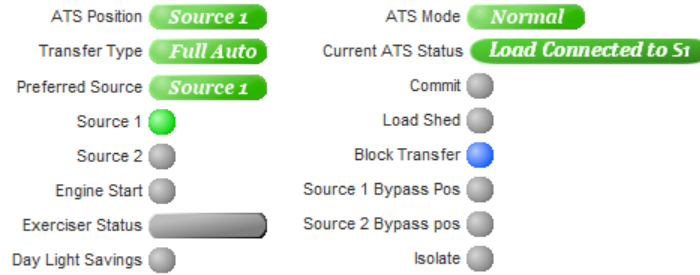 ATS Position Source 1
Transfer Type Full Auto
Preferred Source Source 1
Source 1
Source 2
Engine Start
Exerciser Status
Day Light Savings
ATS Mode Normal
Current ATS Status Load Connected to S1
Commit
Load Shed
Block Transfer
Source 1 Bypass Pos
Source 2 Bypass pos
Isolate